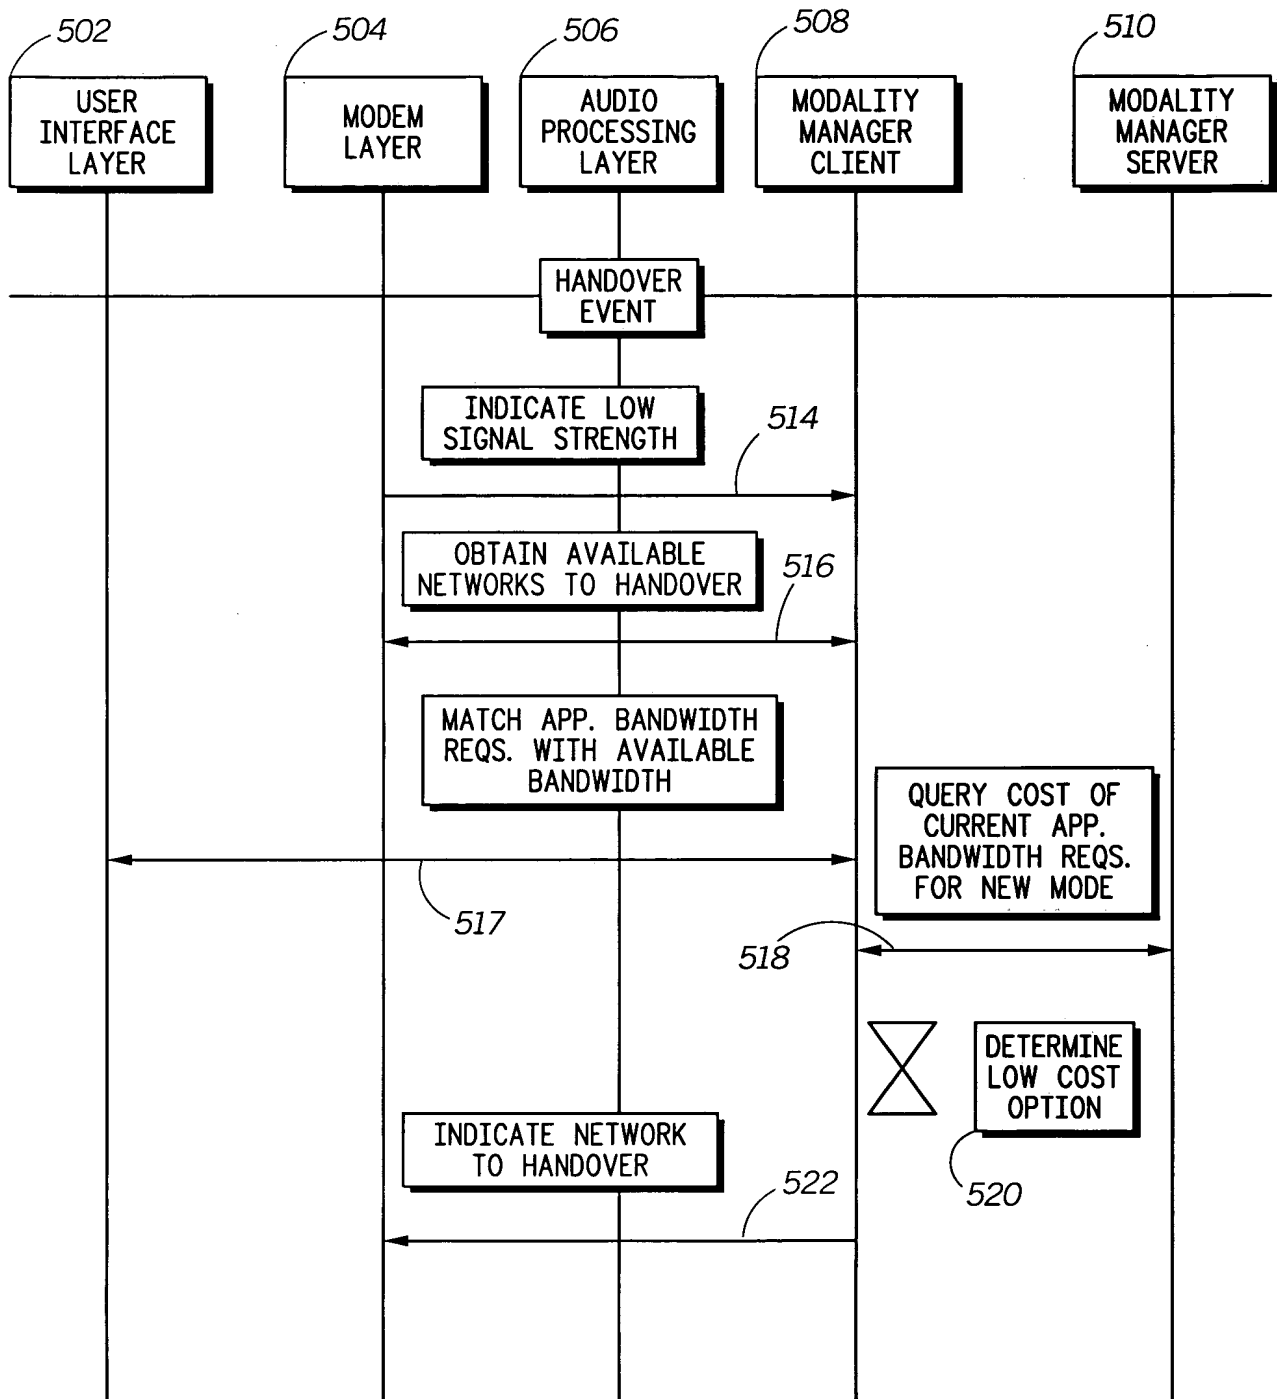 502
504
506
508
510
USER
INTERFACE
LAYER
MODEM
LAYER
AUDIO
PROCESSING
LAYER
MODALITY
MANAGER
CLIENT
MODALITY
MANAGER
SERVER
HANDOVER
EVENT
INDICATE LOW
SIGNAL STRENGTH
514
OBTAIN AVAILABLE
NETWORKS TO HANDOVER
516
MATCH APP. BANDWIDTH
REQS. WITH AVAILABLE
BANDWIDTH
517
QUERY COST OF
CURRENT APP.
BANDWIDTH REQS.
FOR NEW MODE
518
DETERMINE
LOW COST
OPTION
520
INDICATE NETWORK
TO HANDOVER
522